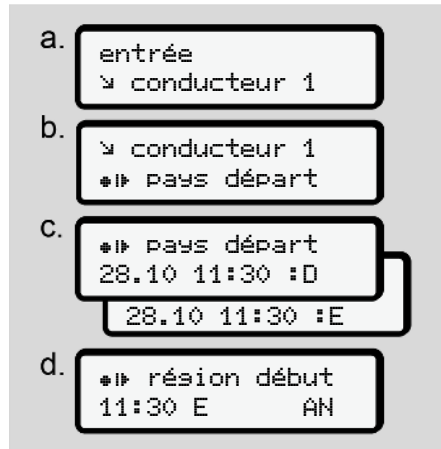 a.
entrée
↘ conducteur 1
b.
↘ conducteur 1
●I▶ pays départ
c.
●I▶ pays départ
28.10 11:30 :D
28.10 11:30 :E
d.
●I▶ région début
11:30 E AN